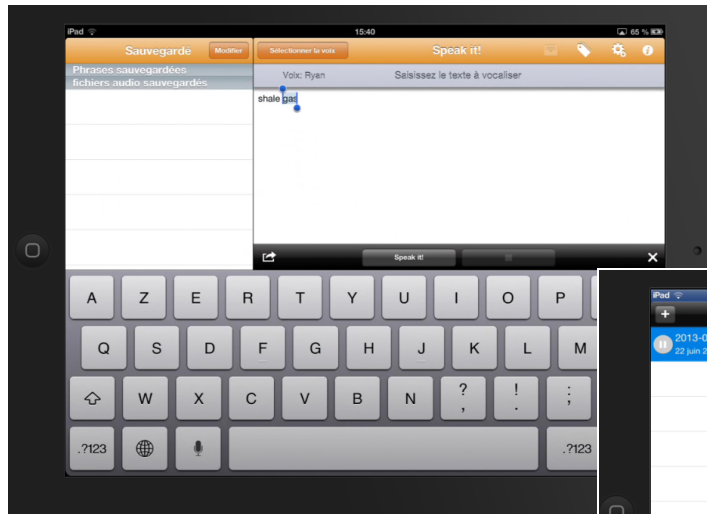 iPad 15:40 65 %
Sauvegardé Modifier Sélectionner la voix Speak it!
Phrases sauvegardées
fichiers audio sauvegardés
Voix: Ryan Saisissez le texte à vocaliser
shale gas
Speak it!
A Z E R T Y U I O P
Q S D F G H J K L M
W X C V B N ? , ! . : ;
.?123 .?123
iPad
+
2013-0
22 juin 2